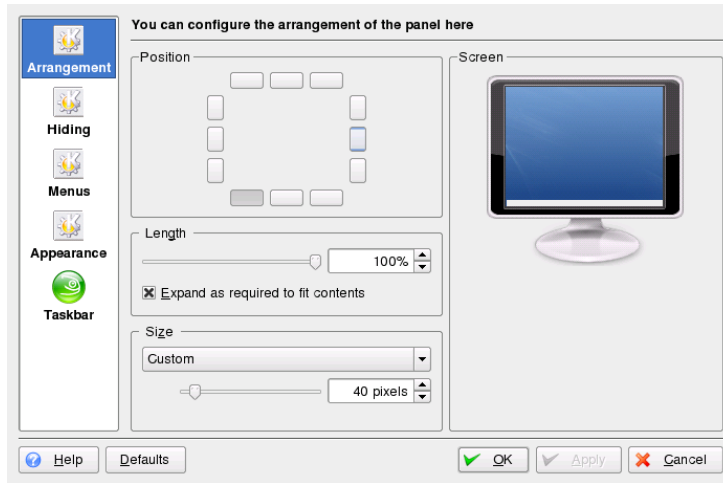 You can configure the arrangement of the panel here
Arrangement
Hiding
Menus
Appearance
Taskbar
Position
Screen
Length
100%
Expand as required to fit contents
Size
Custom
40 pixels
Help
Defaults
OK
Apply
Cancel